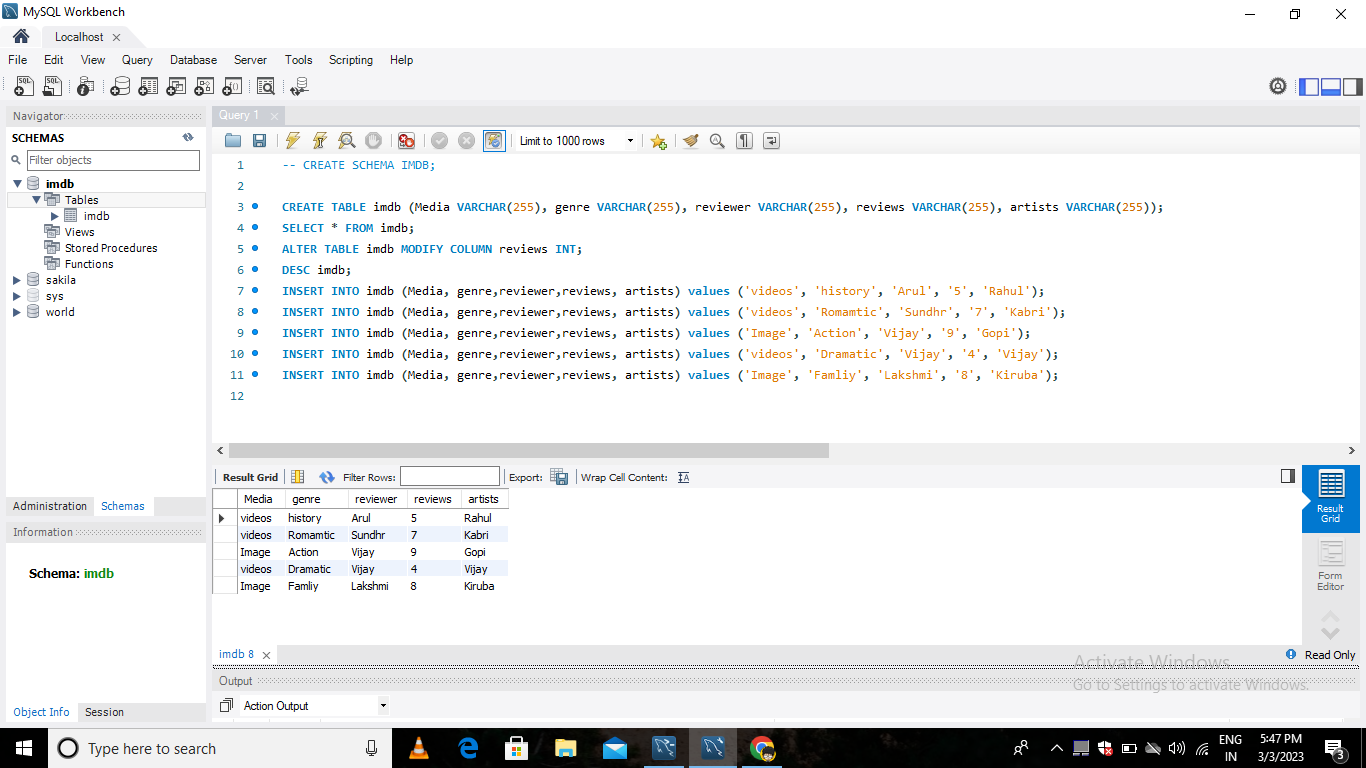 MySQL Workbench
Localhost
File Edit View Query Database Server Tools Scripting Help
Navigator
SCHEMAS
Filter objects
imdb
Tables
imdb
Views
Stored Procedures
Functions
sakila
sys
world
Administration Schemas
Information
Schema: imdb
Object Info Session
Query 1
Limit to 1000 rows
1 -- CREATE SCHEMA IMDB;
2
3 CREATE TABLE imdb (Media VARCHAR(255), genre VARCHAR(255), reviewer VARCHAR(255), reviews VARCHAR(255), artists VARCHAR(255));
4 SELECT * FROM imdb;
5 ALTER TABLE imdb MODIFY COLUMN reviews INT;
6 DESC imdb;
7 INSERT INTO imdb (Media, genre,reviewer,reviews, artists) values ('videos', 'history', 'Arul', '5', 'Rahul');
8 INSERT INTO imdb (Media, genre,reviewer,reviews, artists) values ('videos', 'Romamtic', 'Sundhr', '7', 'Kabri');
9 INSERT INTO imdb (Media, genre,reviewer,reviews, artists) values ('Image', 'Action', 'Vijay', '9', 'Gopi');
10 INSERT INTO imdb (Media, genre,reviewer,reviews, artists) values ('videos', 'Dramatic', 'Vijay', '4', 'Vijay');
11 INSERT INTO imdb (Media, genre,reviewer,reviews, artists) values ('Image', 'Famliy', 'Lakshmi', '8', 'Kiruba');
12
Result Grid Filter Rows: Export: Wrap Cell Content:
Media genre reviewer reviews artists
videos history Arul 5 Rahul
videos Romamtic Sundhr 7 Kabri
Image Action Vijay 9 Gopi
videos Dramatic Vijay 4 Vijay
Image Famliy Lakshmi 8 Kiruba
Result
Grid
Form
Editor
imdb 8
Read Only
Activate Windows
Go to Settings to activate Windows.
Output
Action Output
Type here to search
ENG
IN
5:47 PM
3/3/2023
3